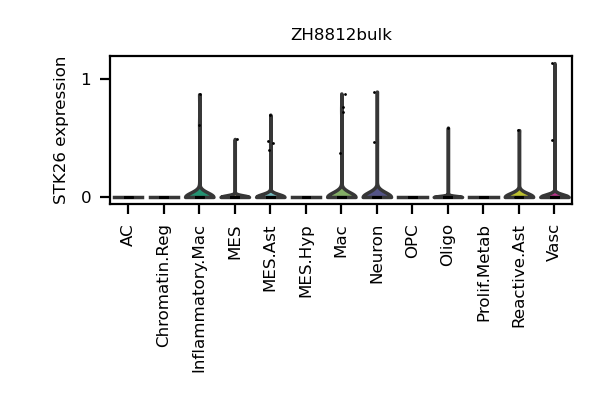 ZH8812bulk
STK26 expression
1
0
AC
Chromatin.Reg
Inflammatory.Mac
MES
MES.Ast
MES.Hyp
Mac
Neuron
OPC
Oligo
Prolif.Metab
Reactive.Ast
Vasc